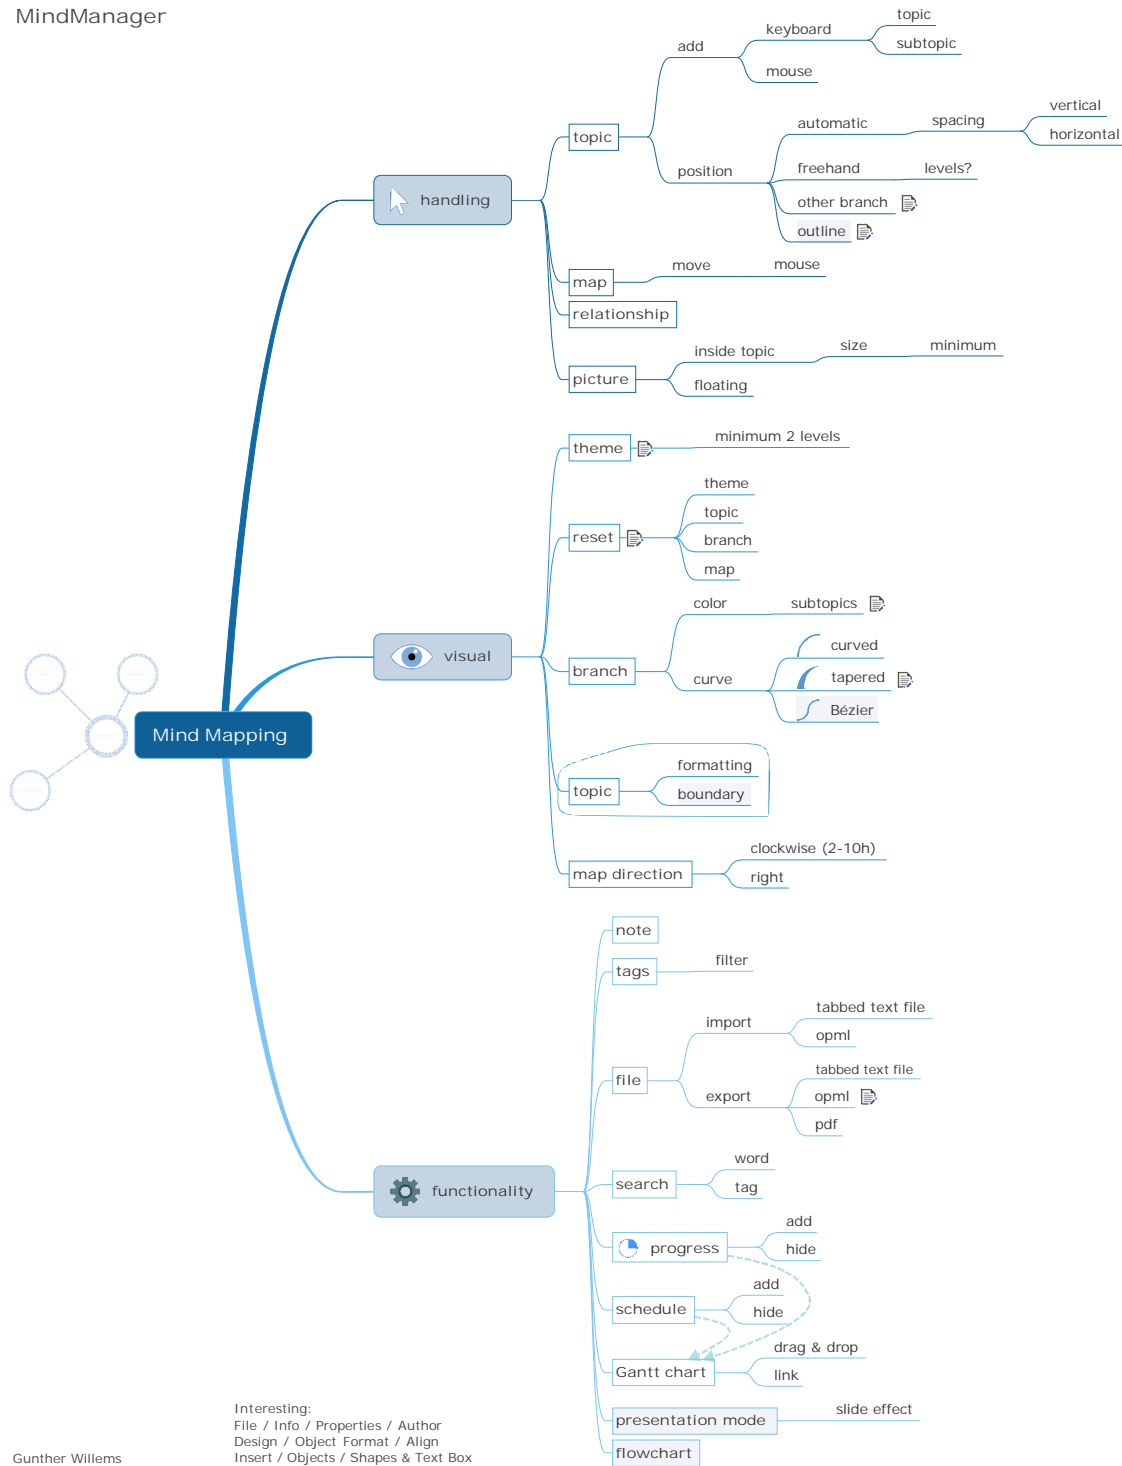 MindManager
topic
keyboard
subtopic
add
mouse
vertical
automatic
spacing
horizontal
topic
freehand
levels?
position
other branch
outline
handling
move
mouse
map
relationship
size
minimum
inside topic
picture
floating
minimum 2 levels
theme
theme
topic
reset
branch
map
color
subtopics
curved
visual
branch
curve
tapered
Bézier
Mind Mapping
formatting
topic
boundary
clockwise (2-10h)
map direction
right
note
filter
tags
tabbed text file
import
opml
file
tabbed text file
export
opml
pdf
word
search
tag
functionality
add
progress
hide
add
schedule
hide
drag & drop
Gantt chart
link
slide effect
presentation mode
flowchart
Interesting:
File / Info / Properties / Author
Design / Object Format / Align
Insert / Objects / Shapes & Text Box
Gunther Willems